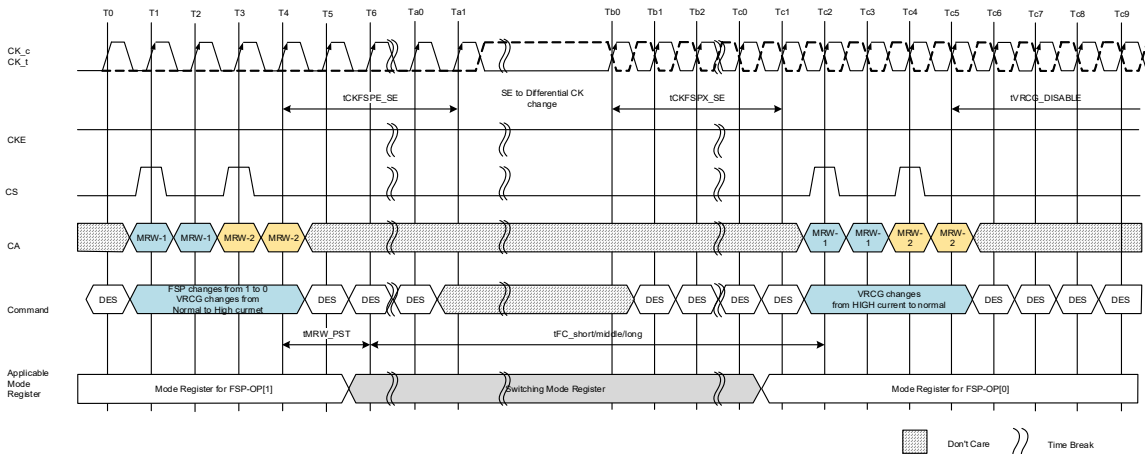 T0 T1 T2 T3 T4 T5 T6 Ta0 Ta1 Tb0 Tb1 Tb2 Tc0 Tc1 Tc2 Tc3 Tc4 Tc5 Tc6 Tc7 Tc8 Tc9
CK_c
CK_t
tCKFSPE_SE
SE to Differential CK
change
tCKFSPX_SE
tVRCG_DISABLE
CKE
CS
CA
MRW-1 MRW-1 MRW-2 MRW-2
MRW-
1
MRW-
1
MRW-
2
MRW-
2
Command
DES
FSP changes from 1 to 0
VRCG changes from
Normal to High curmet
DES DES DES DES DES DES DES
VRCG changes
from HIGH current to normal
DES DES DES DES
tMRW_PST
tFC_short/middle/long
Applicable
Mode
Register
Mode Register for FSP-OP[1]
Switching Mode Register
Mode Register for FSP-OP[0]
Don't Care
Time Break